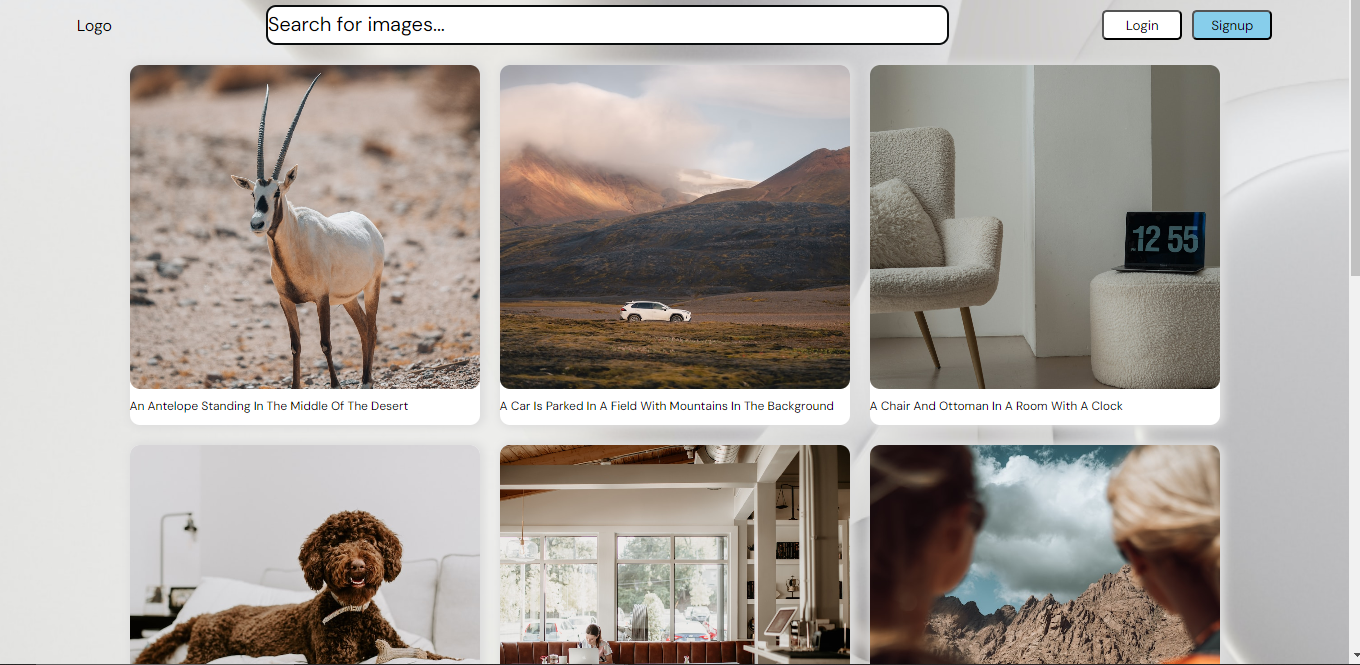 Logo
Search for images...
Login
Signup
12 55
An Antelope Standing In The Middle Of The Desert
A Car Is Parked In A Field With Mountains In The Background
A Chair And Ottoman In A Room With A Clock